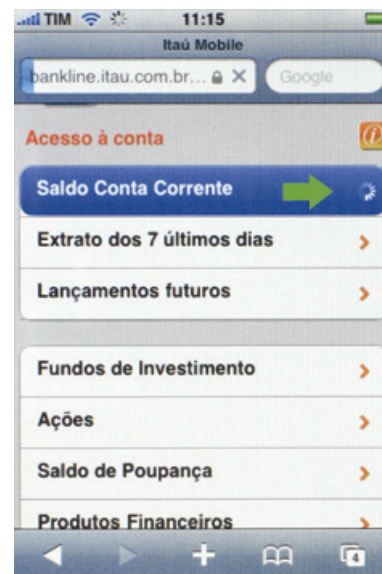 TIM 11:15
Itaú Mobile
bankline.itau.com.br... Google
Acesso à conta
Saldo Conta Corrente
Extrato dos 7 últimos dias
Lançamentos futuros
Fundos de Investimento
Ações
Saldo de Poupança
Produtos Financeiros
4